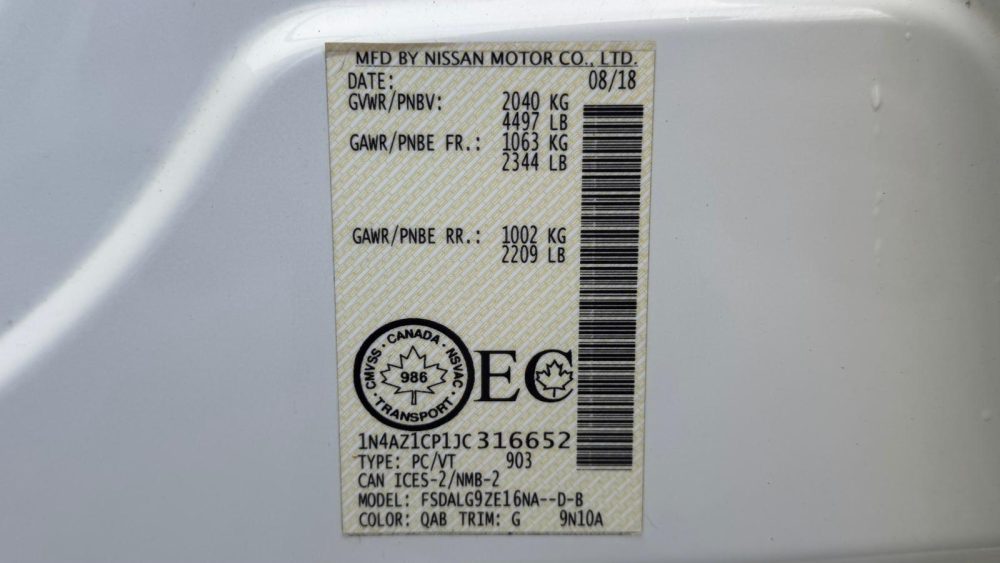 MFD BY NISSAN MOTOR CO., LTD.
DATE: 08/18
GVWR/PNBV: 2040 KG
4497 LB
GAWR/PNBE FR.: 1063 KG
2344 LB
GAWR/PNBE RR.: 1002 KG
2209 LB
CMVSS · CANADA · NSVAC · TRANSPORT ·
986
EC
1N4AZ1CP1JC316652
TYPE: PC/VT 903
CAN ICES-2/NMB-2
MODEL: FSDALG9ZE16NA--D-B
COLOR: QAB TRIM: G 9N10A